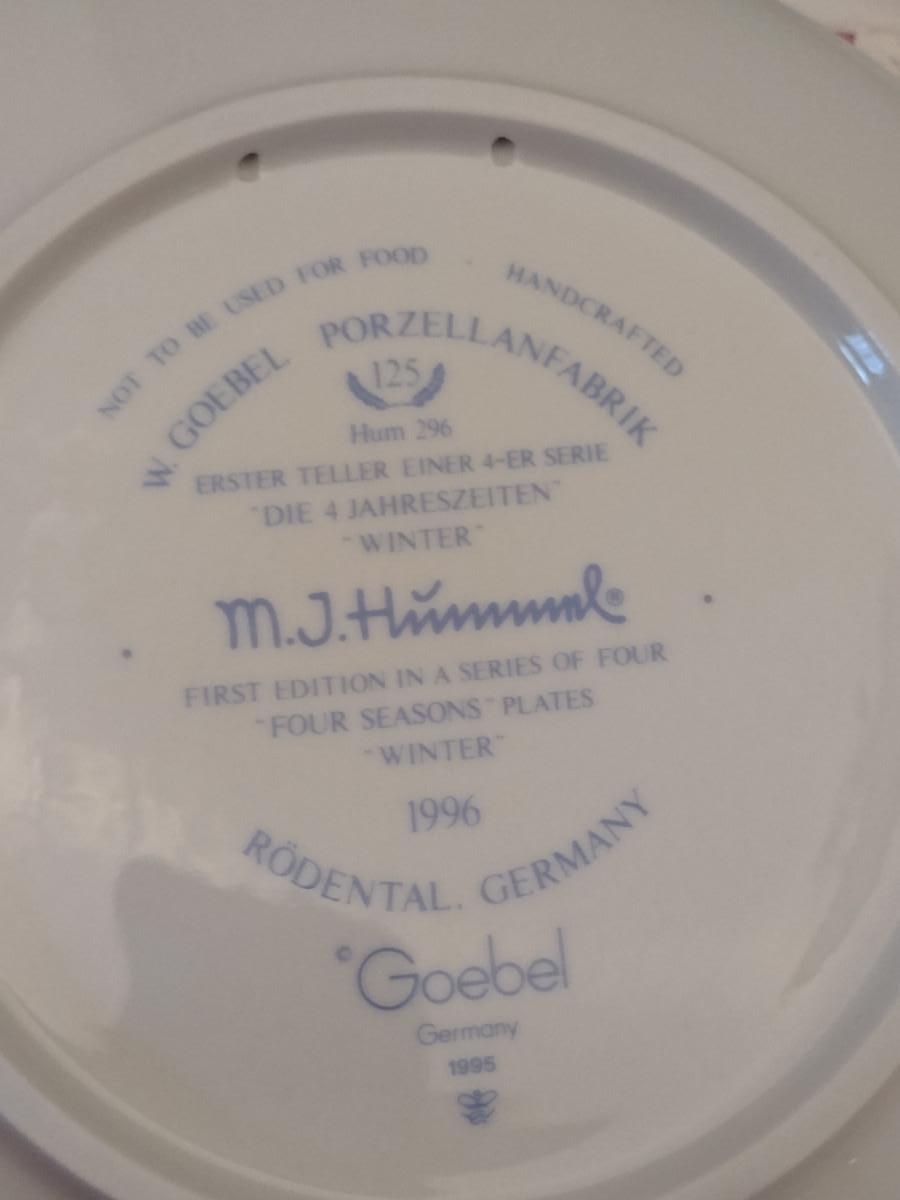 NOT TO BE USED FOR FOOD · HANDCRAFTED
W. GOEBEL PORZELLANFABRIK
125
Hum 296
ERSTER TELLER EINER 4-ER SERIE
"DIE 4 JAHRESZEITEN"
"WINTER"
M.J.Hummel®
FIRST EDITION IN A SERIES OF FOUR
"FOUR SEASONS" PLATES
"WINTER"
1996
RÖDENTAL. GERMANY
©Goebel
Germany
1995